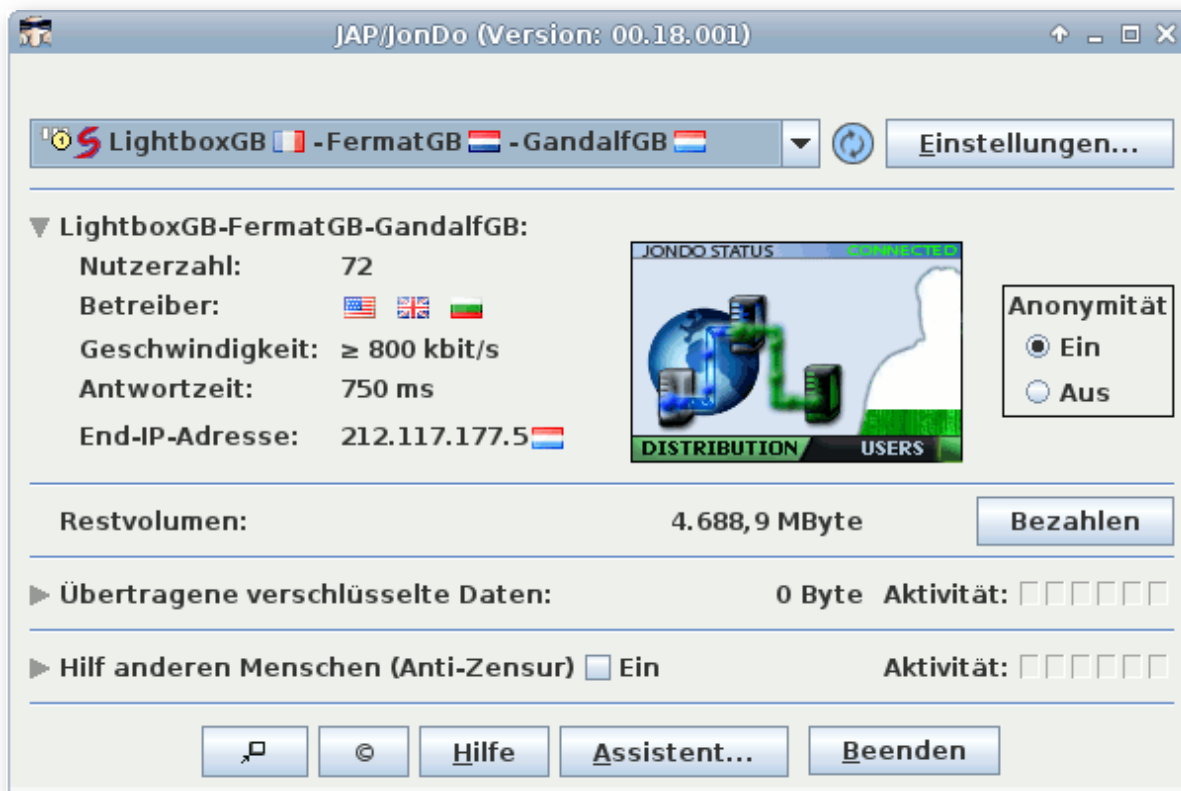 JAP/JonDo (Version: 00.18.001)
LightboxGB - FermatGB - GandalfGB
Einstellungen...
LightboxGB-FermatGB-GandalfGB:
Nutzerzahl: 72
Betreiber:
Geschwindigkeit: ≥ 800 kbit/s
Antwortzeit: 750 ms
End-IP-Adresse: 212.117.177.5
JONDO STATUS CONNECTED
DISTRIBUTION USERS
Anonymität
Ein
Aus
Restvolumen: 4.688,9 MByte Bezahlen
Übertragene verschlüsselte Daten: 0 Byte Aktivität:
Hilf anderen Menschen (Anti-Zensur) Ein Aktivität:
© Hilfe Assistent... Beenden